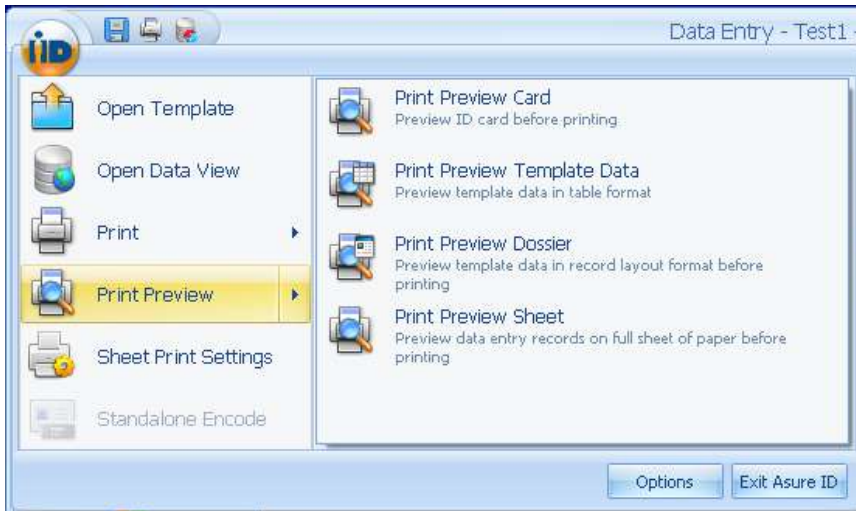 iID
Data Entry - Test1 -
Open Template
Open Data View
Print
Print Preview
Sheet Print Settings
Standalone Encode
Print Preview Card
Preview ID card before printing
Print Preview Template Data
Preview template data in table format
Print Preview Dossier
Preview template data in record layout format before
printing
Print Preview Sheet
Preview data entry records on full sheet of paper before
printing
Options
Exit Asure ID